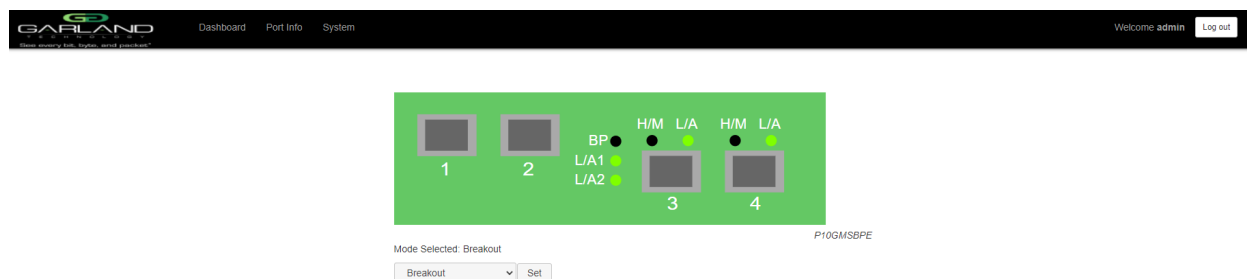 GARLAND
TECHNOLOGY
See every bit, byte, and packet®
Dashboard Port Info System
Welcome admin Log out
H/M L/A H/M L/A
BP
L/A1
L/A2
1 2
3 4
P10GMSBPE
Mode Selected: Breakout
Breakout Set